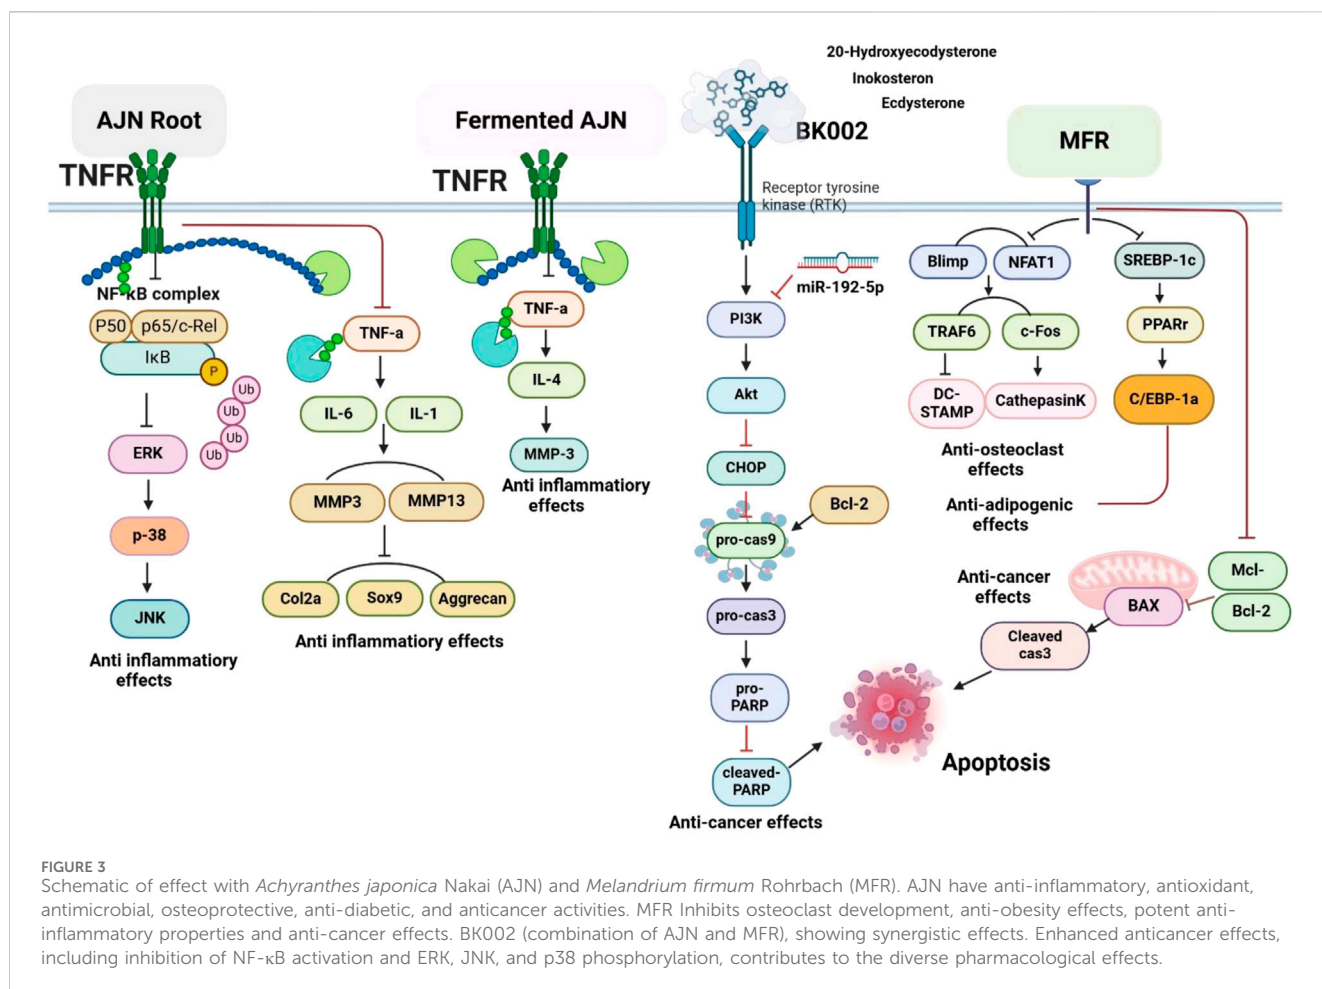 AJN Root
TNFR
NF-κB complex
P50
p65/c-Rel
IκB
P
Ub
Ub
Ub
Ub
ERK
p-38
JNK
Anti inflammatiory
effects
TNF-a
IL-6
IL-1
MMP3
MMP13
Col2a
Sox9
Aggrecan
Anti inflammatiory effects
Fermented AJN
TNFR
TNF-a
IL-4
MMP-3
Anti inflammatiory
effects
20-Hydroxyecodysterone
Inokosteron
Ecdysterone
BK002
Receptor tyrosine
kinase (RTK)
miR-192-5p
PI3K
Akt
CHOP
Bcl-2
pro-cas9
pro-cas3
pro-
PARP
cleaved-
PARP
Anti-cancer effects
MFR
Blimp
NFAT1
SREBP-1c
TRAF6
c-Fos
PPARr
DC-
STAMP
CathepasinK
C/EBP-1a
Anti-osteoclast
effects
Anti-adipogenic
effects
Anti-cancer
effects
Mcl-
Bcl-2
BAX
Cleaved
cas3
Apoptosis
FIGURE 3
Schematic of effect with Achyranthes japonica Nakai (AJN) and Melandrium firmum Rohrbach (MFR). AJN have anti-inflammatory, antioxidant,
antimicrobial, osteoprotective, anti-diabetic, and anticancer activities. MFR Inhibits osteoclast development, anti-obesity effects, potent anti-
inflammatory properties and anti-cancer effects. BK002 (combination of AJN and MFR), showing synergistic effects. Enhanced anticancer effects,
including inhibition of NF-κB activation and ERK, JNK, and p38 phosphorylation, contributes to the diverse pharmacological effects.